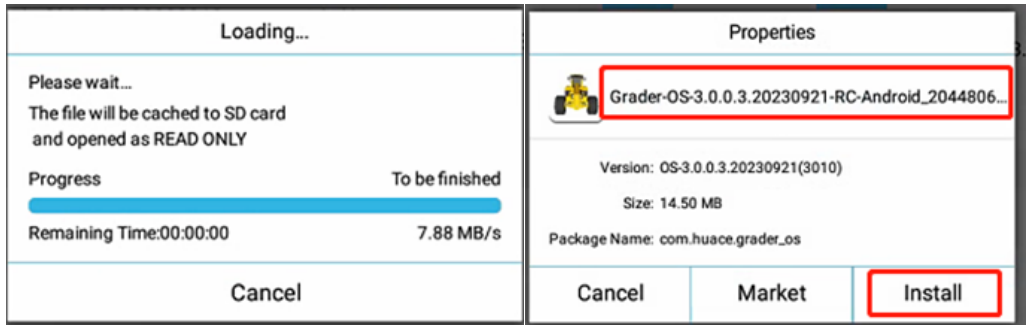 Loading...
Please wait...
The file will be cached to SD card
and opened as READ ONLY
Progress To be finished
Remaining Time:00:00:00 7.88 MB/s
Cancel
Properties
Grader-OS-3.0.0.3.20230921-RC-Android_2044806...
Version: OS-3.0.0.3.20230921(3010)
Size: 14.50 MB
Package Name: com.huace.grader_os
Cancel Market Install